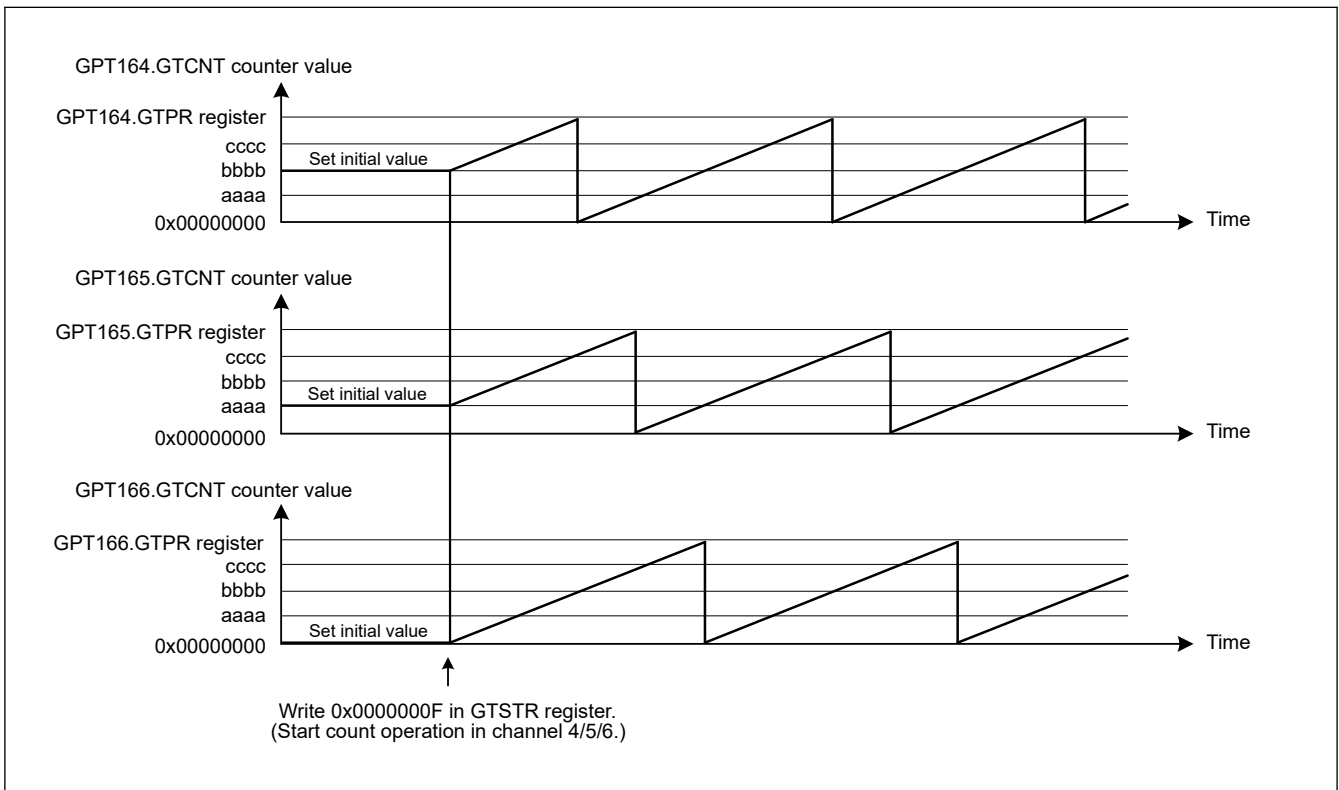 GPT164.GTCNT counter value
GPT164.GTPR register
cccc
Set initial value
bbbb
aaaa
0x00000000
Time
GPT165.GTCNT counter value
GPT165.GTPR register
cccc
bbbb
Set initial value
aaaa
0x00000000
Time
GPT166.GTCNT counter value
GPT166.GTPR register
cccc
bbbb
aaaa
Set initial value
0x00000000
Time
Write 0x0000000F in GTSTR register.
(Start count operation in channel 4/5/6.)